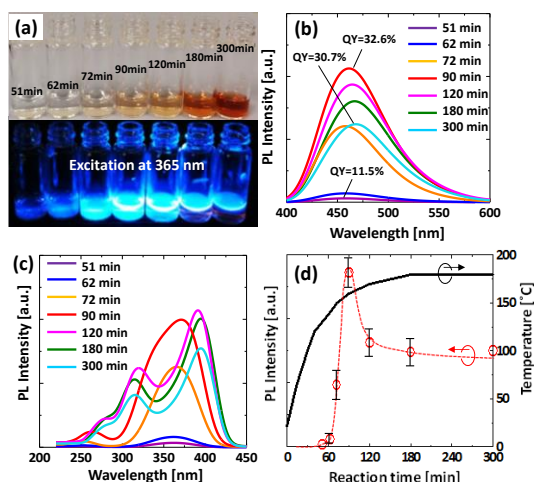 (a)
51min
62min
72min
90min
120min
180min
300min
Excitation at 365 nm
(b)
PL Intensity [a.u.]
QY=32.6%
QY=30.7%
QY=11.5%
51 min
62 min
72 min
90 min
120 min
180 min
300 min
400 450 500 550 600
Wavelength [nm]
(c)
PL Intensity [a.u.]
51 min
62 min
72 min
90 min
120 min
180 min
300 min
200 250 300 350 400 450
Wavelength [nm]
(d)
PL Intensity [a.u.]
200
150
100
50
0
Temperature [°C]
0 60 120 180 240 300
Reaction time [min]